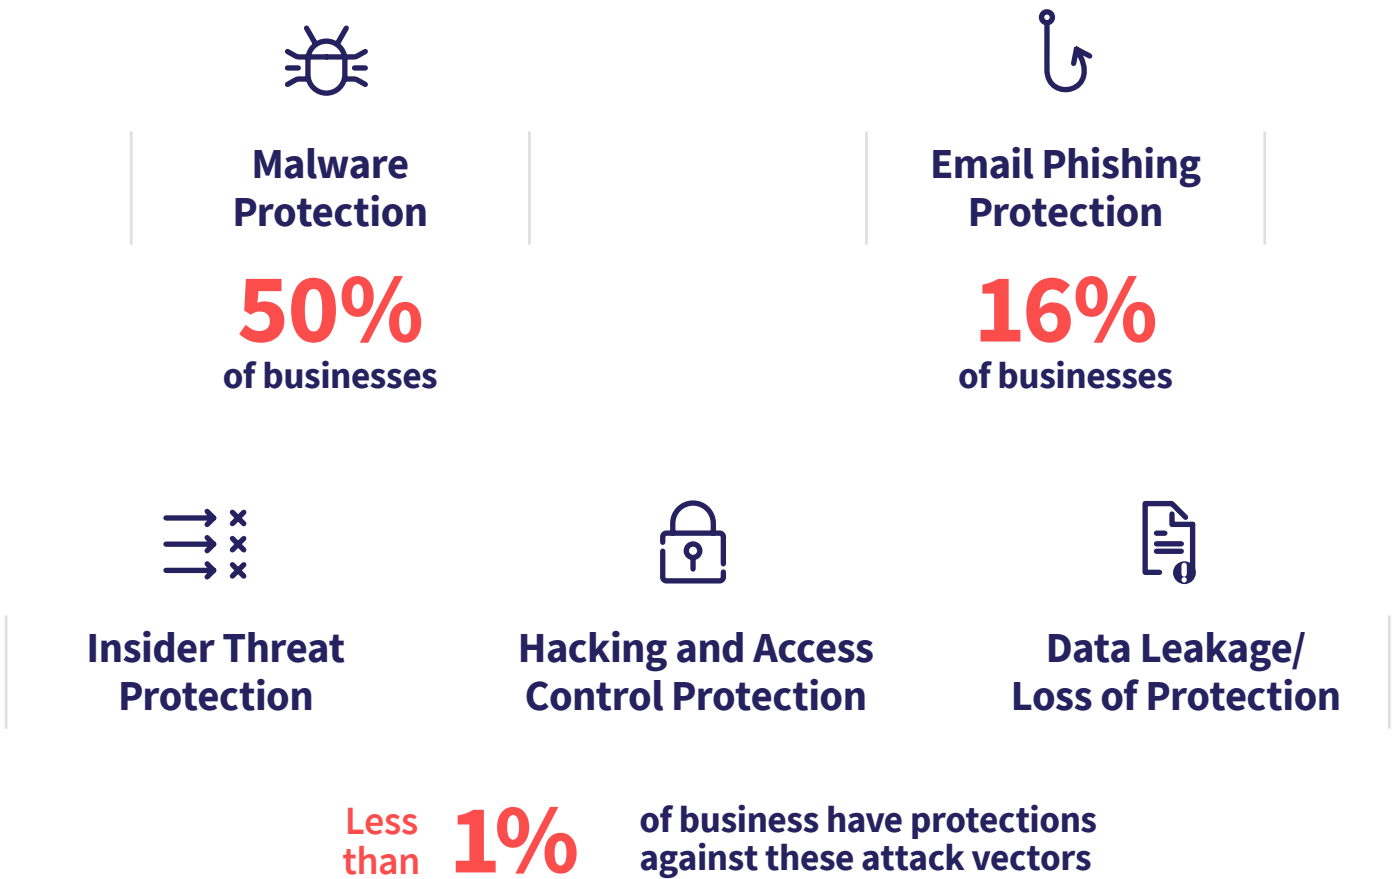 Malware
Protection
50%
of businesses
Email Phishing
Protection
16%
of businesses
Insider Threat
Protection
Hacking and Access
Control Protection
Data Leakage/
Loss of Protection
Less
than
1%
of business have protections
against these attack vectors